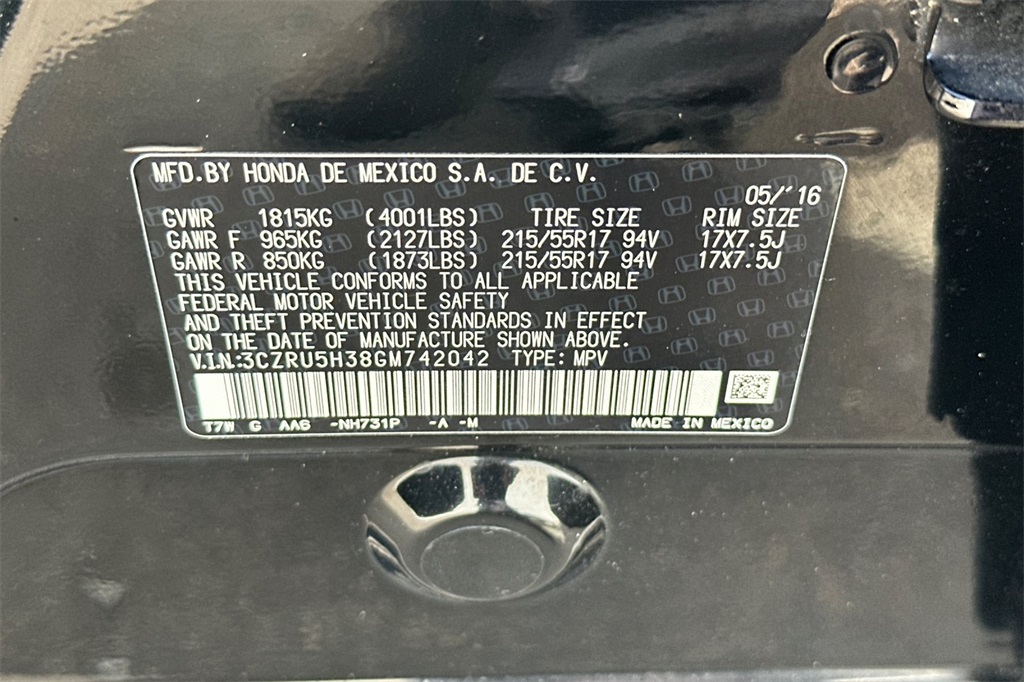 MFD.BY HONDA DE MEXICO S.A. DE C.V.
05/'16
GVWR 1815KG (4001LBS) TIRE SIZE RIM SIZE
GAWR F 965KG (2127LBS) 215/55R17 94V 17X7.5J
GAWR R 850KG (1873LBS) 215/55R17 94V 17X7.5J
THIS VEHICLE CONFORMS TO ALL APPLICABLE
FEDERAL MOTOR VEHICLE SAFETY
AND THEFT PREVENTION STANDARDS IN EFFECT
ON THE DATE OF MANUFACTURE SHOWN ABOVE.
V.I.N:3CZRU5H38GM742042 TYPE: MPV
T7W G AA6 -NH731P -A -M MADE IN MEXICO